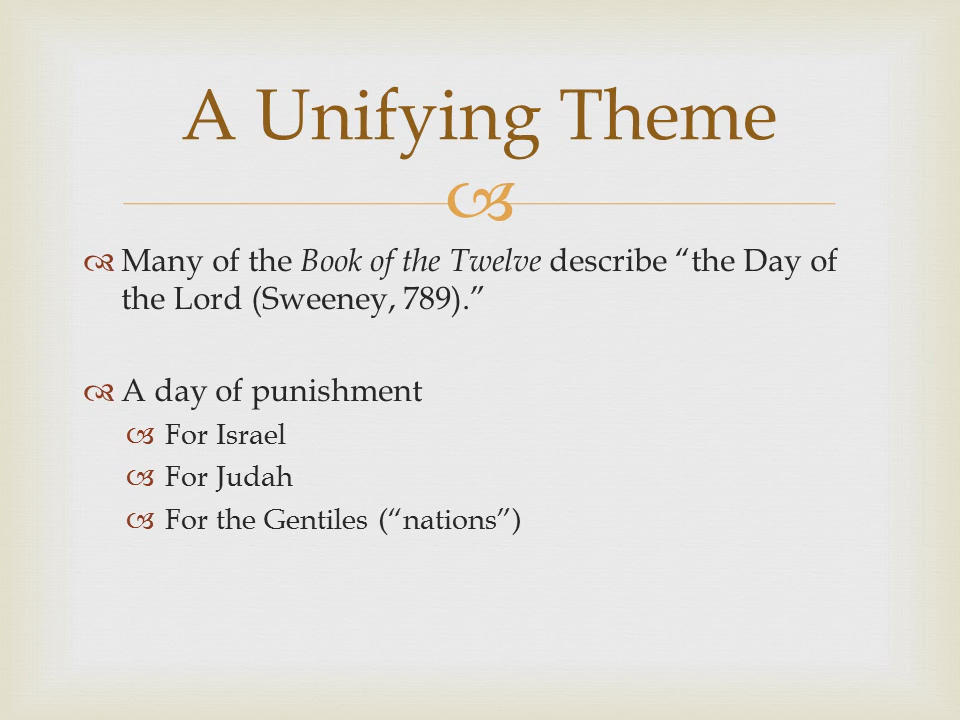 A Unifying Theme
Many of the Book of the Twelve describe “the Day of
the Lord (Sweeney, 789).”
A day of punishment
For Israel
For Judah
For the Gentiles (“nations”)